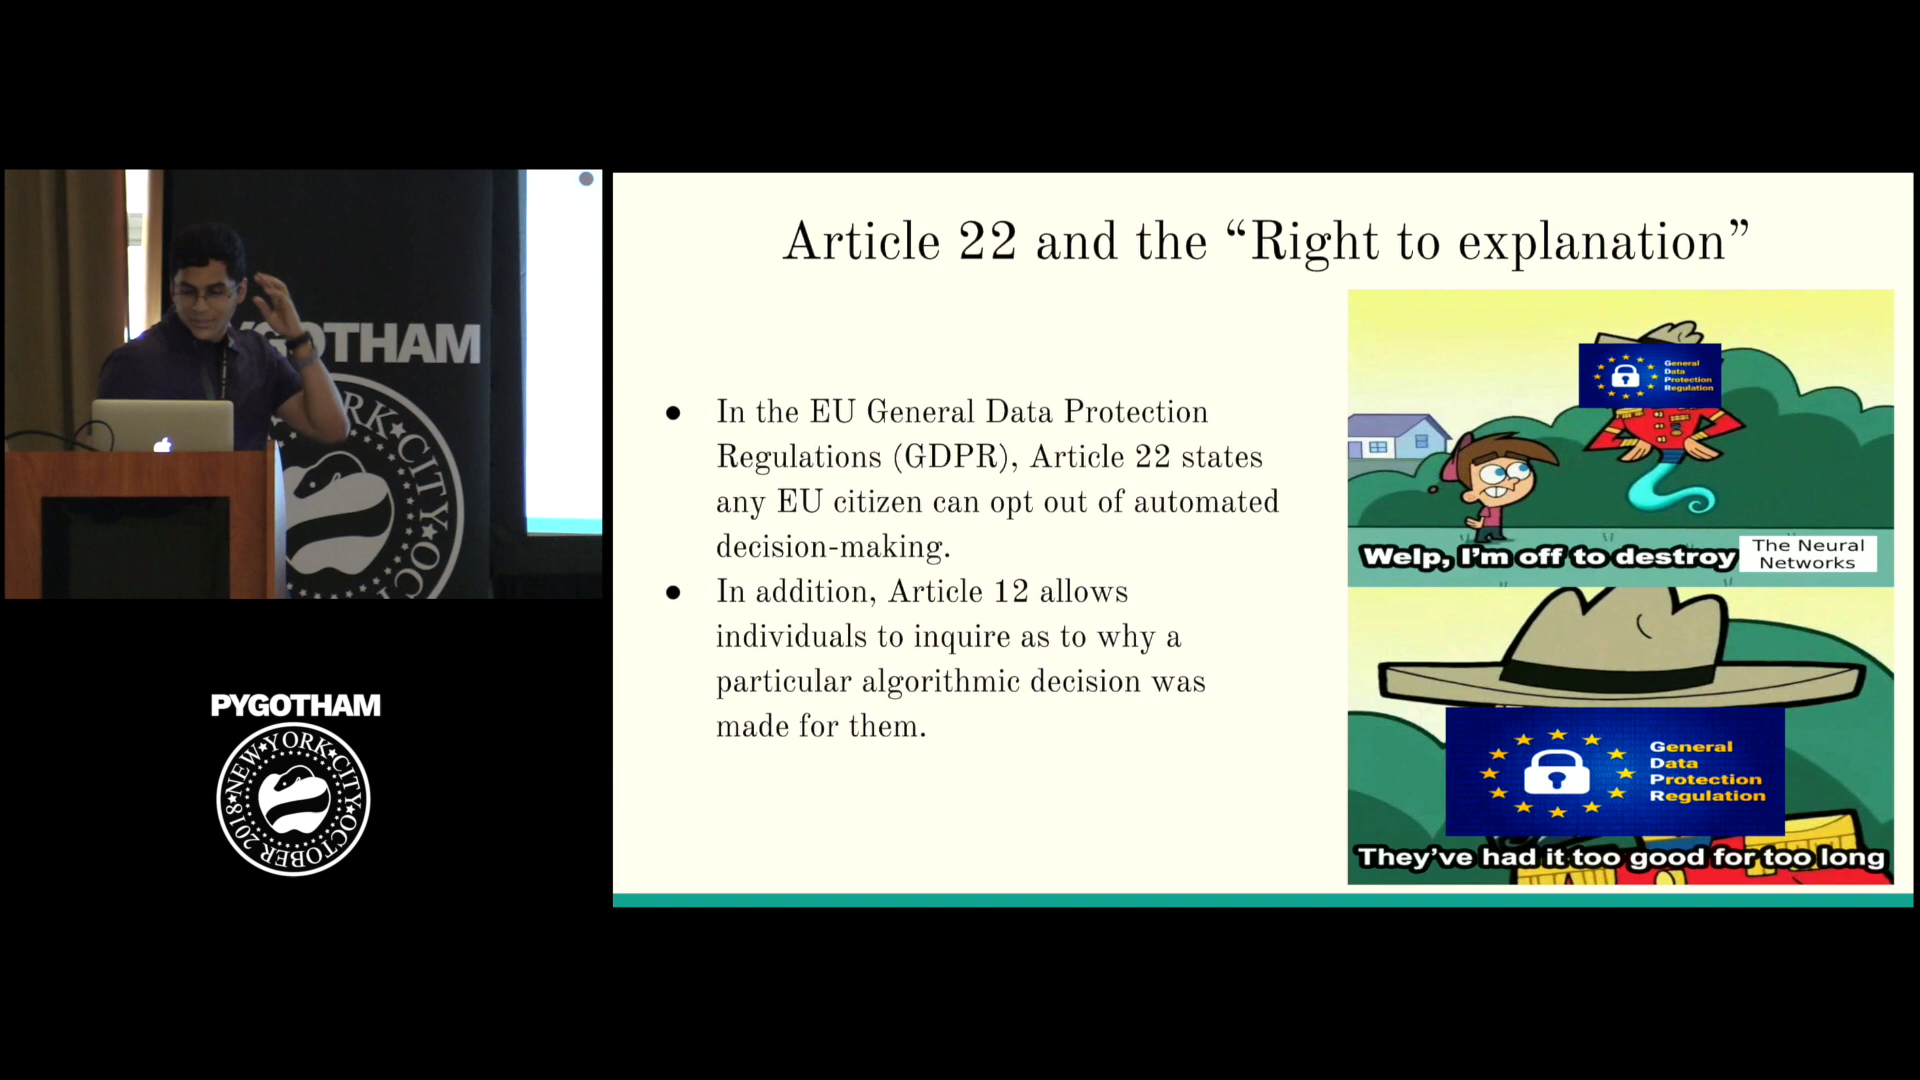 YGOTHAM
RK★CITY★OC
PYGOTHAM
NEW★YORK★CITY★OCTOBER 2018★
Article 22 and the “Right to explanation”
● In the EU General Data Protection
Regulations (GDPR), Article 22 states
any EU citizen can opt out of automated
decision-making.
● In addition, Article 12 allows
individuals to inquire as to why a
particular algorithmic decision was
made for them.
General
Data
Protection
Regulation
Welp, I'm off to destroy The Neural
Networks
General
Data
Protection
Regulation
They've had it too good for too long